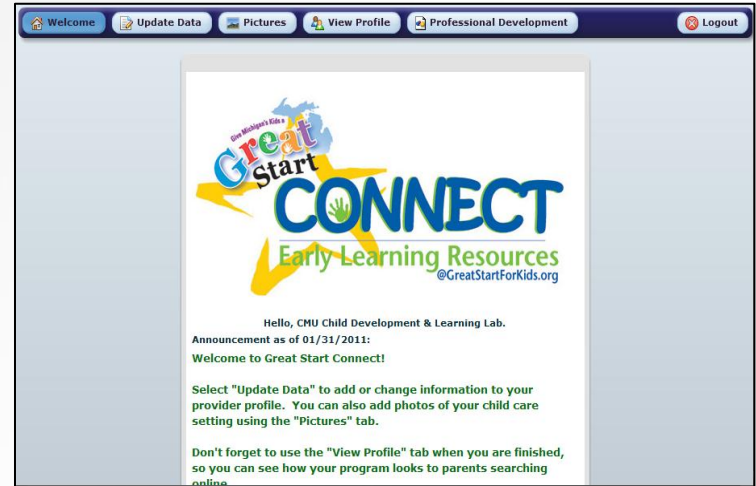 Welcome Update Data Pictures View Profile Professional Development Logout
Give Michigan's Kids a
Great
Start
CONNECT
Early Learning Resources
@GreatStartForKids.org
Hello, CMU Child Development & Learning Lab.
Announcement as of 01/31/2011:
Welcome to Great Start Connect!
Select "Update Data" to add or change information to your
provider profile. You can also add photos of your child care
setting using the "Pictures" tab.
Don't forget to use the "View Profile" tab when you are finished,
so you can see how your program looks to parents searching
online